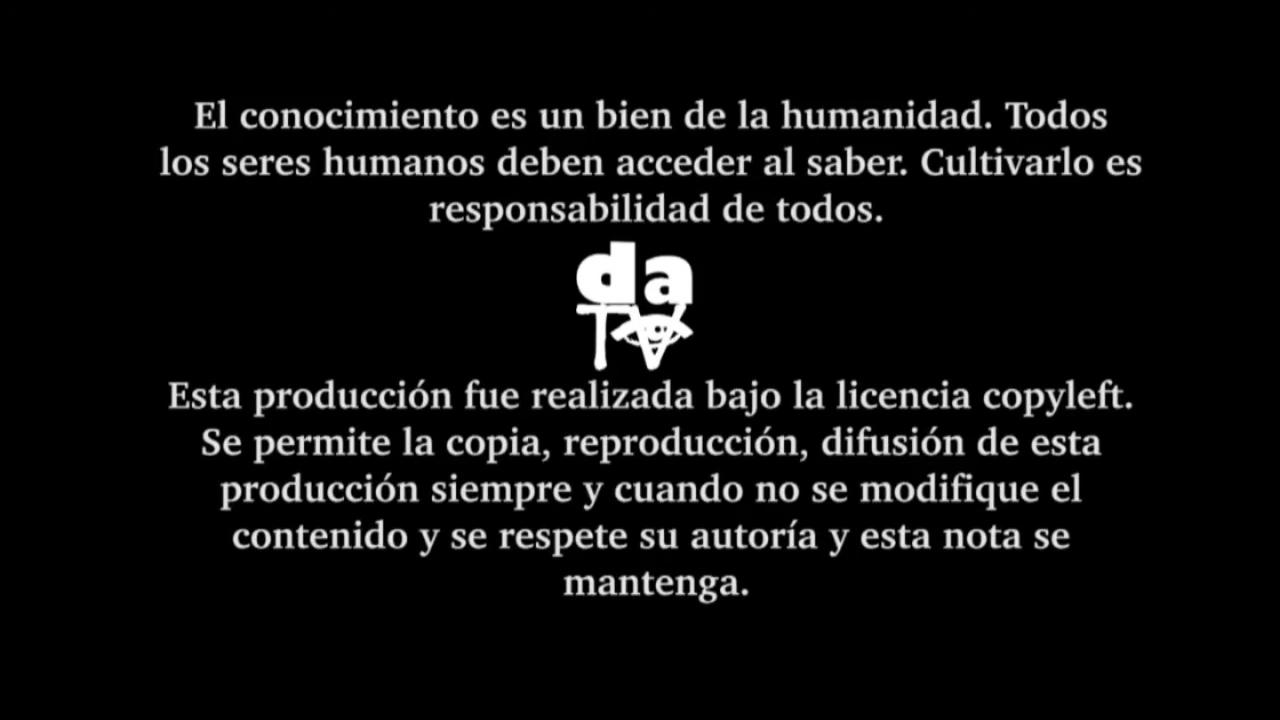 El conocimiento es un bien de la humanidad. Todos
los seres humanos deben acceder al saber. Cultivarlo es
responsabilidad de todos.
da
TV
Esta producción fue realizada bajo la licencia copyleft.
Se permite la copia, reproducción, difusión de esta
producción siempre y cuando no se modifique el
contenido y se respete su autoría y esta nota se
mantenga.